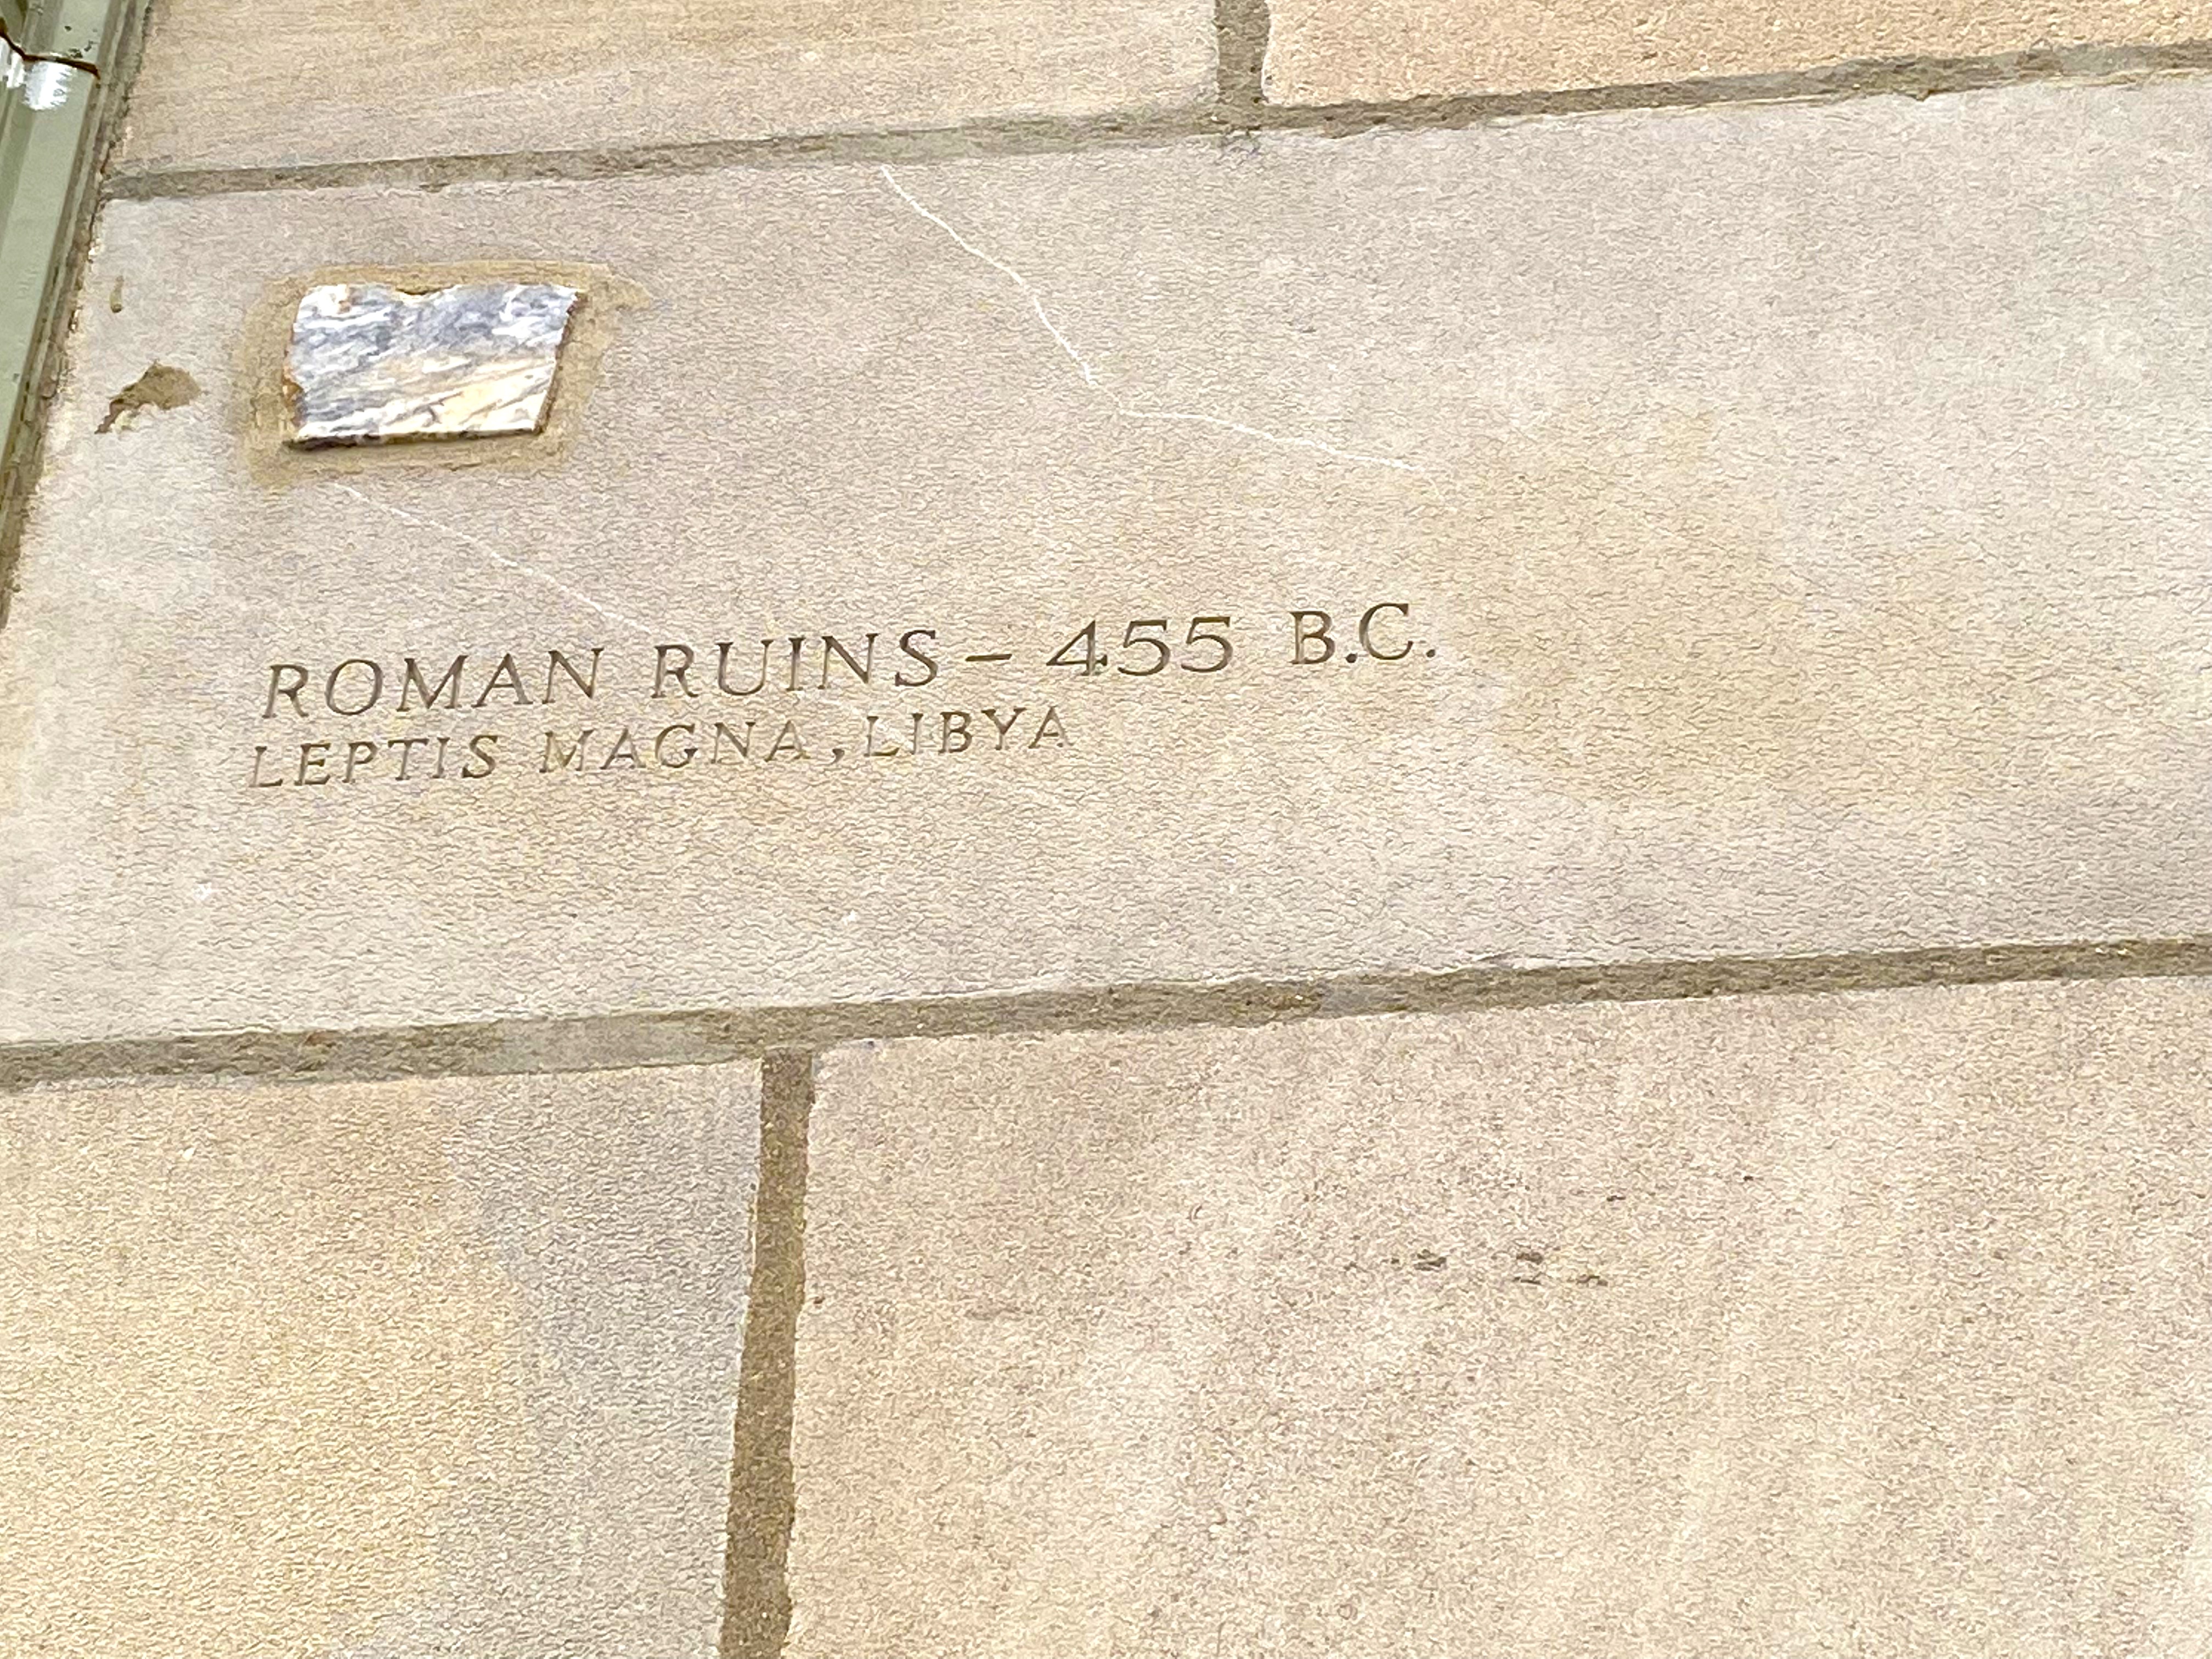 ROMAN RUINS – 455 B.C.
LEPTIS MAGNA, LIBYA